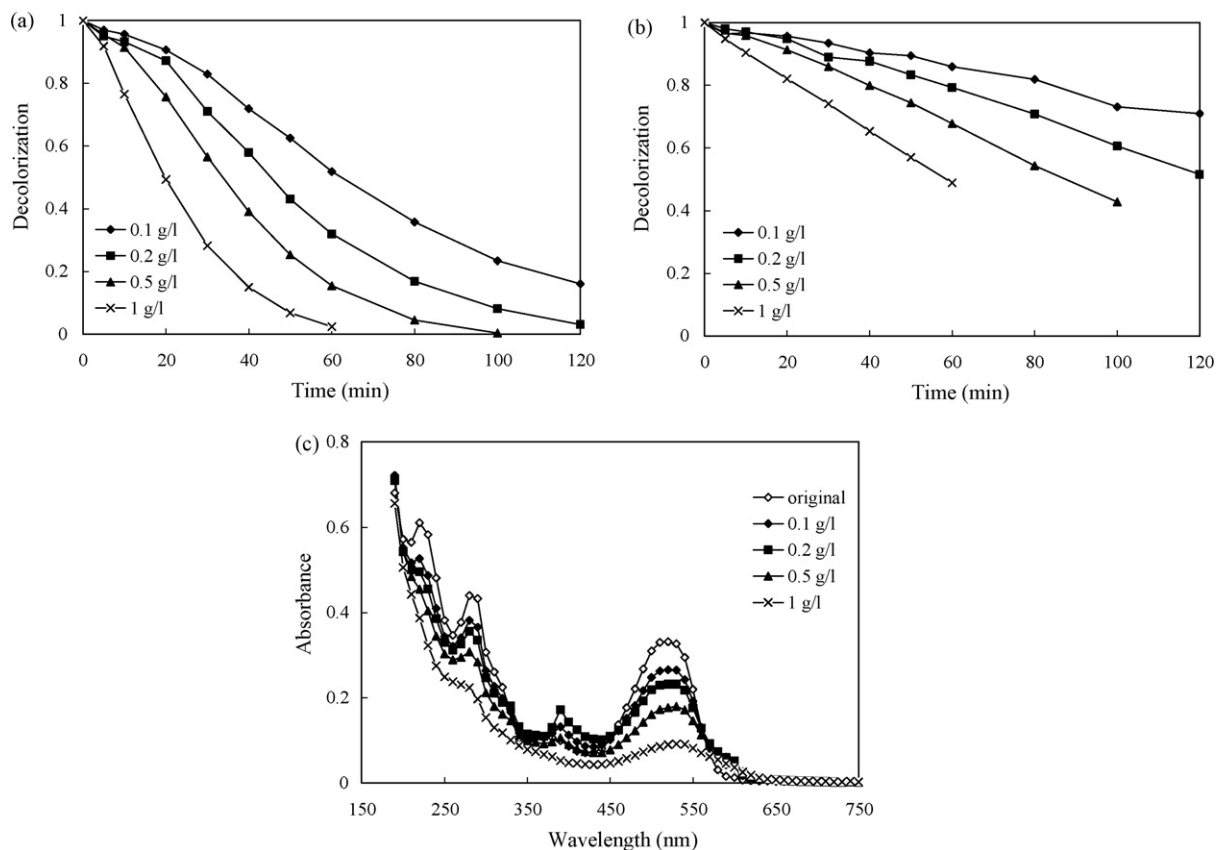 (a)
Decolorization
1
0.8
0.6
0.4
0.2
0
0.1 g/l
0.2 g/l
0.5 g/l
1 g/l
0 20 40 60 80 100 120
Time (min)
(b)
Decolorization
1
0.8
0.6
0.4
0.2
0
0.1 g/l
0.2 g/l
0.5 g/l
1 g/l
0 20 40 60 80 100 120
Time (min)
(c)
Absorbance
0.8
0.6
0.4
0.2
0
original
0.1 g/l
0.2 g/l
0.5 g/l
1 g/l
150 250 350 450 550 650 750
Wavelength (nm)